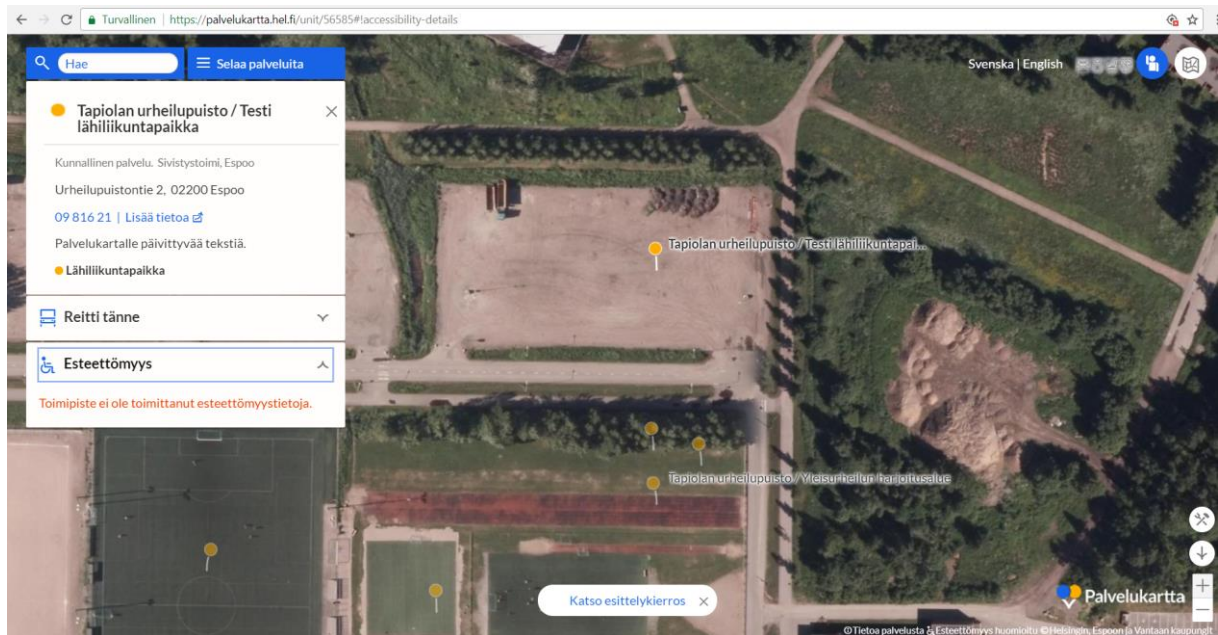 Turvallinen | https://palvelukartta.hel.fi/unit/56585#!accessibility-details
Hae
Selaa palveluita
Svenska | English
Tapiolan urheilupuisto / Testi
lähiliikuntapaikka
Kunnallinen palvelu. Sivistystoimi, Espoo
Urheilupuistontie 2, 02200 Espoo
09 816 21 | Lisää tietoa
Palvelukartalle päivittyvää tekstiä.
Lähiliikuntapaikka
Reitti tänne
Esteettömyys
Toimipiste ei ole toimittanut esteettömyystietoja.
Tapiolan urheilupuisto / Testi lähiliikuntapai...
Tapiolan urheilupuisto / Yleisurheilun harjoitusalue
Katso esittelykierros
Palvelukartta
Tietoa palvelusta Esteettömyys huomioitu © Helsingin, Espoon ja Vantaan kaupungit